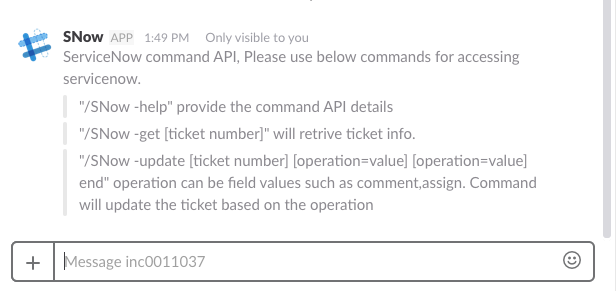 SNow APP 1:49 PM Only visible to you
ServiceNow command API, Please use below commands for accessing
servicenow.
"/SNow -help" provide the command API details
"/SNow -get [ticket number]" will retrive ticket info.
"/SNow -update [ticket number] [operation=value] [operation=value]
end" operation can be field values such as comment,assign. Command
will update the ticket based on the operation
Message inc0011037